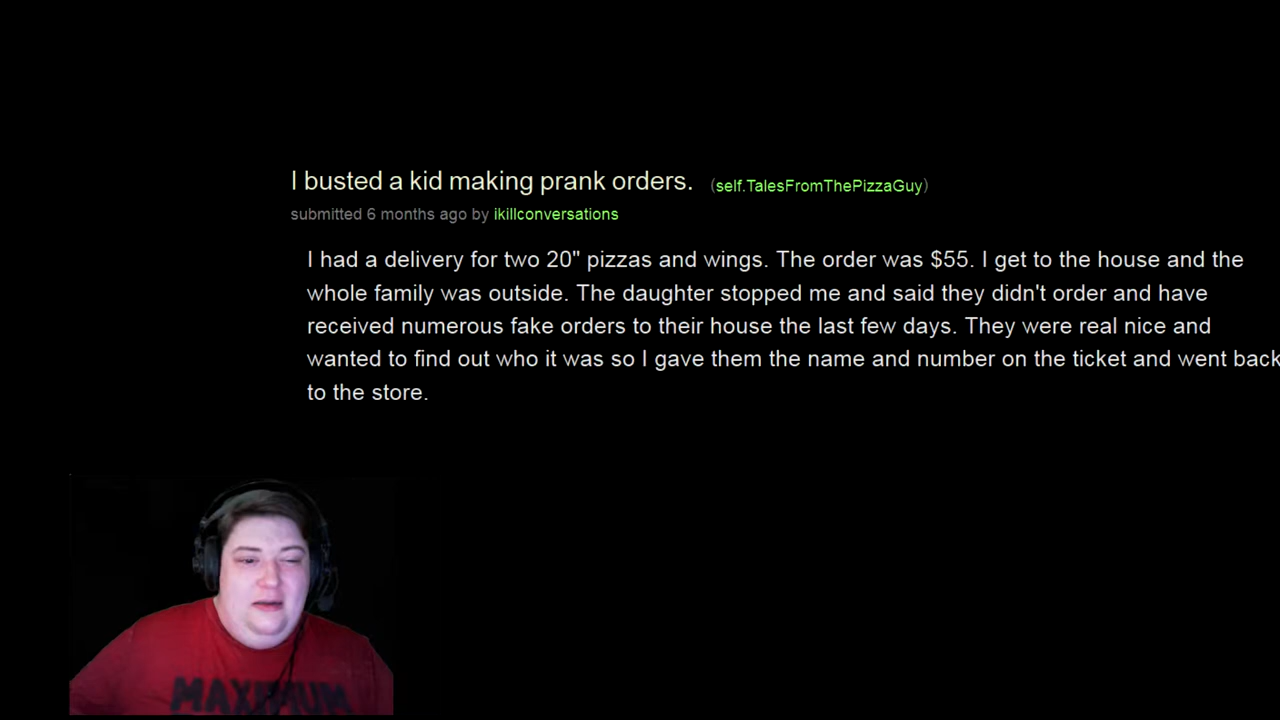 I busted a kid making prank orders. (self.TalesFromThePizzaGuy)
submitted 6 months ago by ikillconversations
I had a delivery for two 20" pizzas and wings. The order was $55. I get to the house and the
whole family was outside. The daughter stopped me and said they didn't order and have
received numerous fake orders to their house the last few days. They were real nice and
wanted to find out who it was so I gave them the name and number on the ticket and went back
to the store.
MAXIMUM